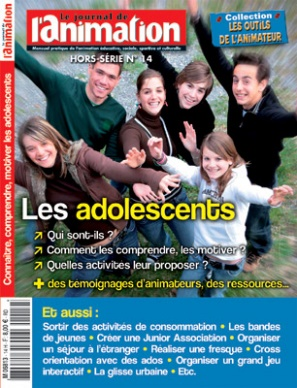 l'animation
le journal de
l'animation
Mensuel pratique de l'animation éducative, sociale, sportive et culturelle
HORS-SÉRIE N° 14
Collection
LES OUTILS
DE L'ANIMATEUR
Connaître, comprendre, motiver les adolescents
Les adolescents
Qui sont-ils ?
Comment les comprendre, les motiver ?
Quelles activités leur proposer ?
+ des temoignages d'animateurs, des ressources...
Et aussi :
Sortir des activités de consommation • Les bandes
de jeunes • Créer une Junior Association • Organiser
un séjour à l'étranger • Réaliser une fresque • Cross
orientation avec des ados • Organiser un grand jeu
interactif • La glisse urbaine • Etc.